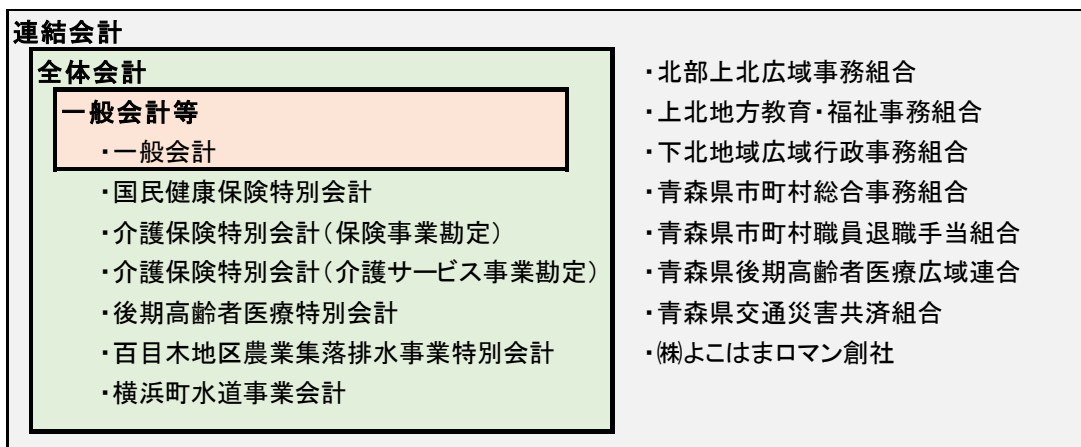 連結会計
全体会計
一般会計等
・一般会計
・国民健康保険特別会計
・介護保険特別会計(保険事業勘定)
・介護保険特別会計(介護サービス事業勘定)
・後期高齢者医療特別会計
・百目木地区農業集落排水事業特別会計
・横浜町水道事業会計
・北部上北広域事務組合
・上北地方教育・福祉事務組合
・下北地域広域行政事務組合
・青森県市町村総合事務組合
・青森県市町村職員退職手当組合
・青森県後期高齢者医療広域連合
・青森県交通災害共済組合
・㈱よこはまロマン創社